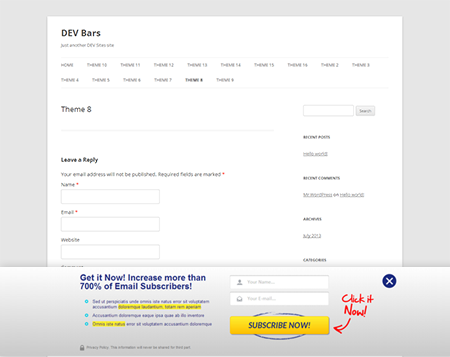 DEV Bars
Just another DEV Sites site
HOME THEME 10 THEME 11 THEME 12 THEME 13 THEME 14 THEME 15 THEME 16 THEME 2 THEME 3
THEME 4 THEME 5 THEME 6 THEME 7 THEME 8 THEME 9
Theme 8
Search
RECENT POSTS
Hello world!
RECENT COMMENTS
Mr WordPress on Hello world!
ARCHIVES
July 2013
CATEGORIES
Leave a Reply
Your email address will not be published. Required fields are marked *
Name *
Email *
Website
Get it Now! Increase more than
700% of Email Subscribers!
Sed ut perspiciatis unde omnis iste natus error sit voluptatem
accusantium doloremque laudantium, totam rem aperiam
Accusantium doloremque eaque ipsa quae ab illo inventore
Omnis iste natus error sit voluptatem accusantium doloremque
Privacy Policy: The information will never be shared for third part.
Your Name...
Your E-mail...
SUBSCRIBE NOW!
Click it
Now!
X